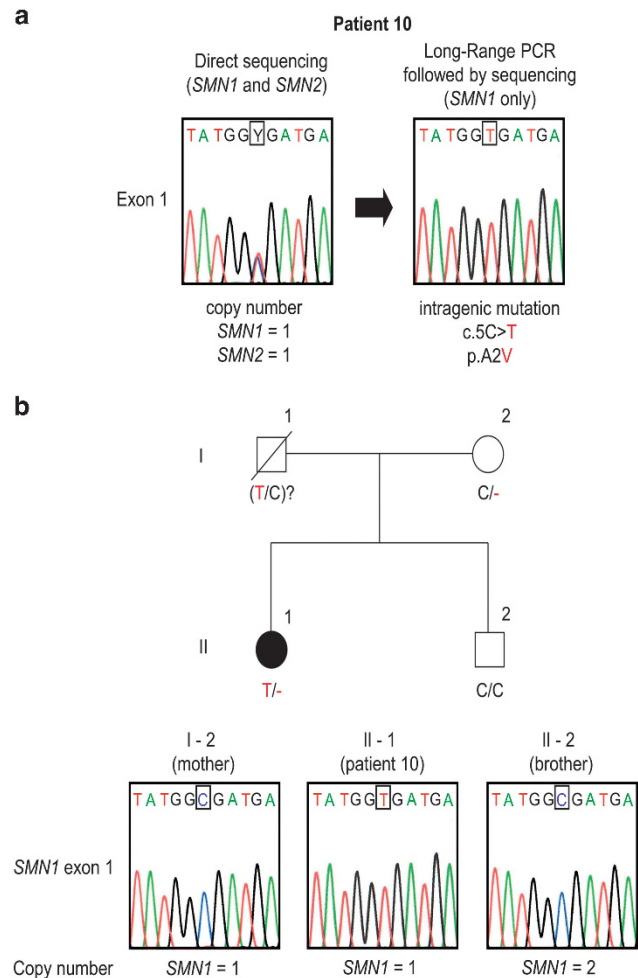 a
Patient 10
Direct sequencing
(SMN1 and SMN2)
Long-Range PCR
followed by sequencing
(SMN1 only)
TATGGYGATGA
TATGGTGATGA
Exon 1
copy number
SMN1 = 1
SMN2 = 1
intragenic mutation
c.5C>T
p.A2V
b
1
2
I
(T/C)?
C/-
1
2
II
T/-
C/C
I - 2
(mother)
II - 1
(patient 10)
II - 2
(brother)
TATGGCGATGA
TATGGTGATGA
TATGGCGATGA
SMN1 exon 1
Copy number
SMN1 = 1
SMN1 = 1
SMN1 = 2